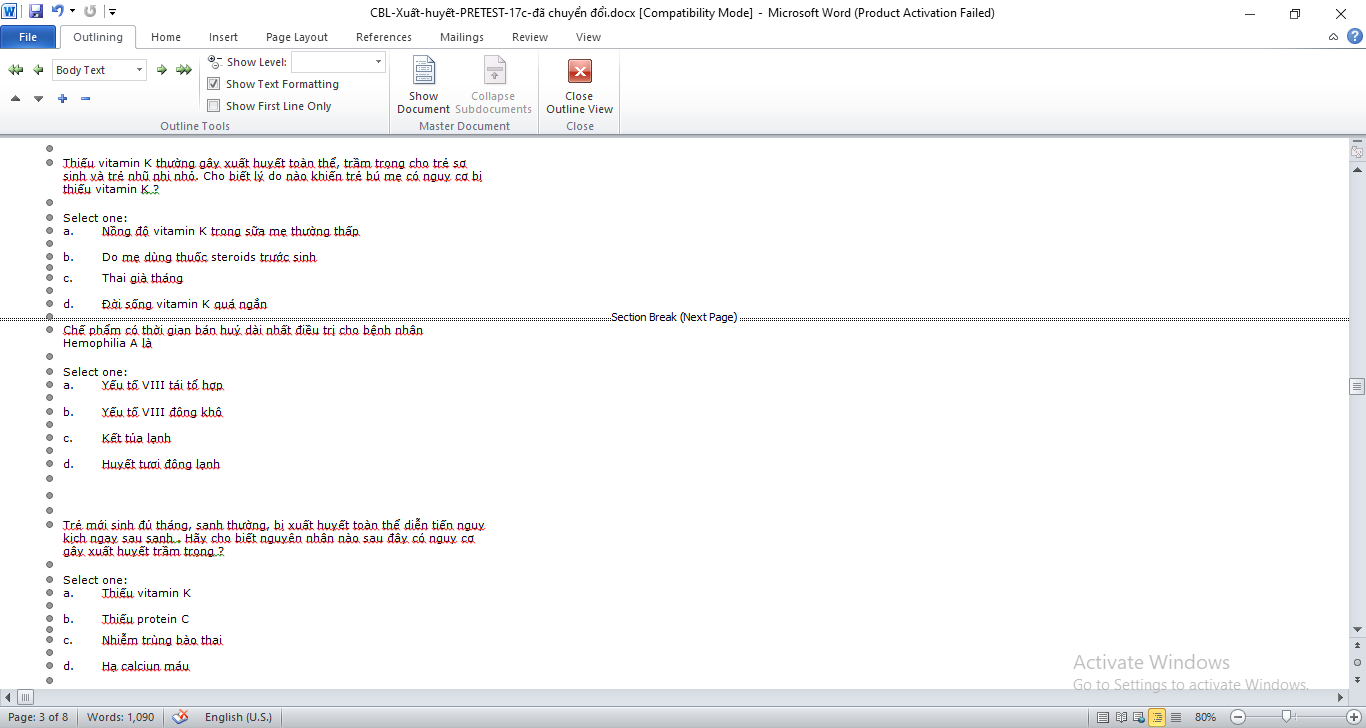 CBL-Xuất-huyết-PRETEST-17c-đã chuyển đổi.docx [Compatibility Mode] - Microsoft Word (Product Activation Failed)
File Outlining Home Insert Page Layout References Mailings Review View
Body Text
Show Level:
Show Text Formatting
Show First Line Only
Outline Tools
Show Document
Collapse Subdocuments
Master Document
Close Outline View
Close
Thiếu vitamin K thường gây xuất huyết toàn thể, trầm trọng cho trẻ sơ
sinh và trẻ nhũ nhi nhỏ. Cho biết lý do nào khiến trẻ bú mẹ có nguy cơ bị
thiếu vitamin K ?
Select one:
a. Nồng độ vitamin K trong sữa mẹ thường thấp
b. Do mẹ dùng thuốc steroids trước sinh
c. Thai già tháng
d. Đời sống vitamin K quá ngắn
Section Break (Next Page)
Chế phẩm có thời gian bán huỷ dài nhất điều trị cho bệnh nhân
Hemophilia A là
Select one:
a. Yếu tố VIII tái tổ hợp
b. Yếu tố VIII đông khô
c. Kết tủa lạnh
d. Huyết tươi đông lạnh
Trẻ mới sinh đủ tháng, sanh thường, bị xuất huyết toàn thể diễn tiến nguy
kịch ngay sau sanh . Hãy cho biết nguyên nhân nào sau đây có nguy cơ
gây xuất huyết trầm trọng ?
Select one:
a. Thiếu vitamin K
b. Thiếu protein C
c. Nhiễm trùng bào thai
d. Hạ calciun máu
Activate Windows
Go to Settings to activate Windows.
Page: 3 of 8 Words: 1,090 English (U.S.) 80%